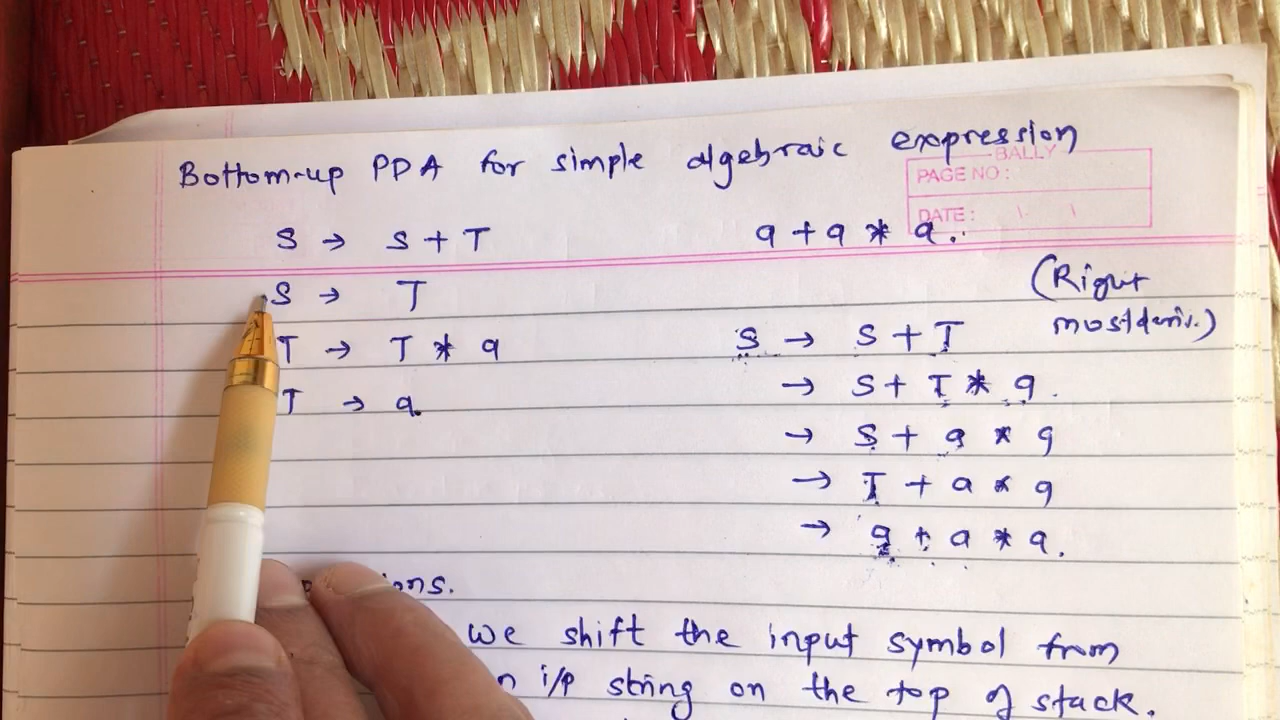 Bottom-up PDA for simple algebraic expression
BALLY
PAGE NO :
DATE :
S → S + T
a + a * a.
S → T
(Right most deriv.)
T → T * a
S → S + T
T → a.
→ S + T * a.
→ S + a * a
→ T + a * a
→ a + a * a.
we shift the input symbol from
i/p string on the top of stack.